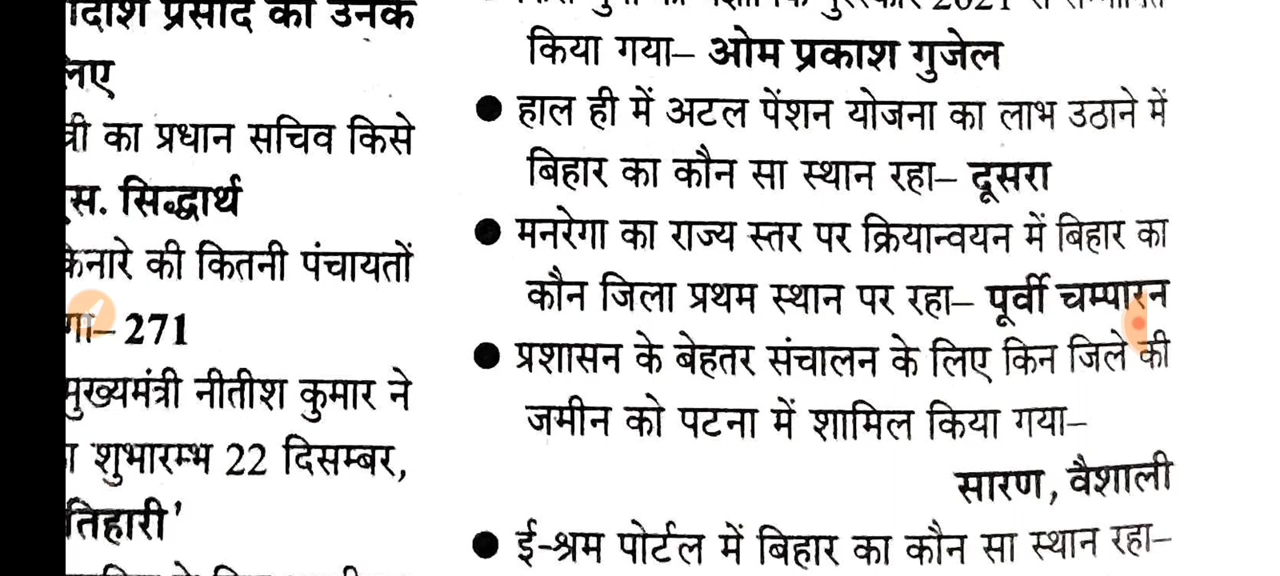 प्रसाद को उनके
लिए
का प्रधान सचिव किसे
स. सिद्धार्थ
किनारे की कितनी पंचायतों
271
मुख्यमंत्री नीतीश कुमार ने
शुभारम्भ 22 दिसम्बर,
तिहारी'
किया गया– ओम प्रकाश गुजेल
● हाल ही में अटल पेंशन योजना का लाभ उठाने में
बिहार का कौन सा स्थान रहा– दूसरा
● मनरेगा का राज्य स्तर पर क्रियान्वयन में बिहार का
कौन जिला प्रथम स्थान पर रहा– पूर्वी चम्पारन
● प्रशासन के बेहतर संचालन के लिए किन जिले की
जमीन को पटना में शामिल किया गया–
सारण, वैशाली
● ई-श्रम पोर्टल में बिहार का कौन सा स्थान रहा–